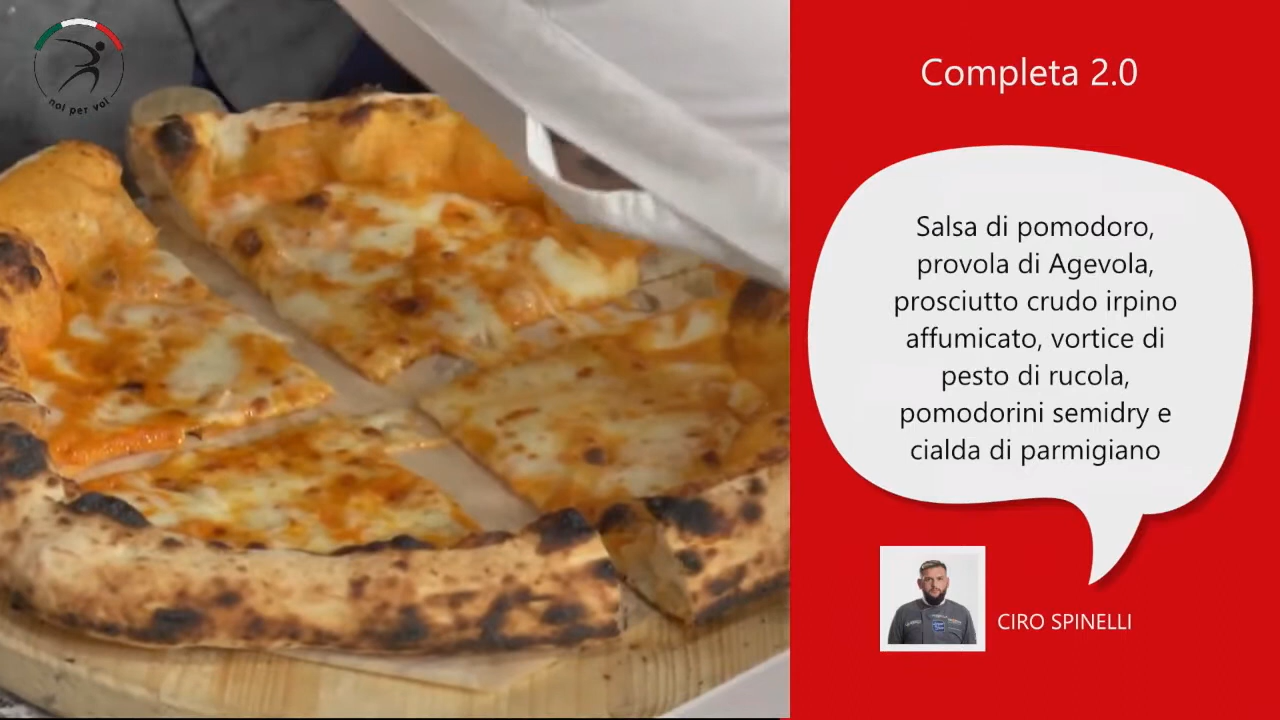 noi per voi
Completa 2.0
Salsa di pomodoro,
provola di Agevola,
prosciutto crudo irpino
affumicato, vortice di
pesto di rucola,
pomodorini semidry e
cialda di parmigiano
CIRO SPINELLI